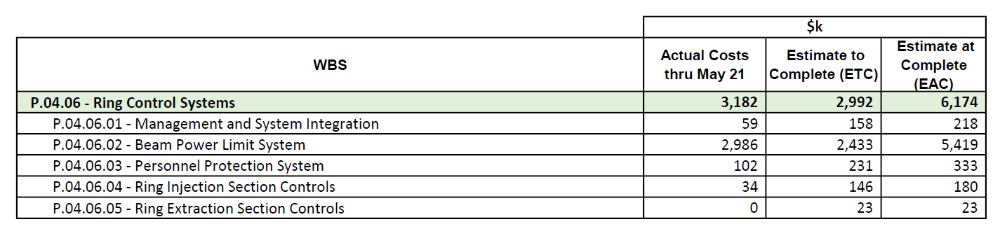 $k
WBS
Actual Costs thru May 21
Estimate to Complete (ETC)
Estimate at Complete (EAC)
P.04.06 - Ring Control Systems 3,182 2,992 6,174
P.04.06.01 - Management and System Integration 59 158 218
P.04.06.02 - Beam Power Limit System 2,986 2,433 5,419
P.04.06.03 - Personnel Protection System 102 231 333
P.04.06.04 - Ring Injection Section Controls 34 146 180
P.04.06.05 - Ring Extraction Section Controls 0 23 23